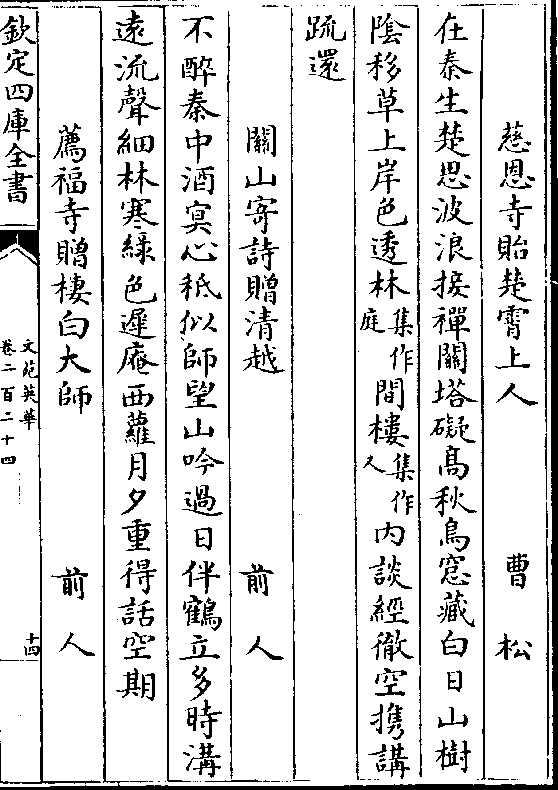 慈恩寺貽楚霄上人　曹松
在秦生楚思波浪接禪關塔礙高秋鳥窓藏白日山樹
陰移草上岸色透林集作庭間樓集作入内談經徹空携講
疏還
關山寄詩贈清越　前人
不醉秦中酒冥心秪似師望山吟過日伴鶴立多時溝
遠流聲細林寒綠色遲庵西蘿月夕重得話空期
薦福寺贈棲白大師　前人
欽定四庫全書
文苑英華
卷二百二十四
十四